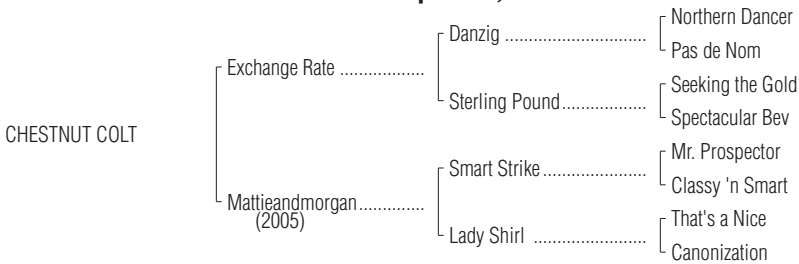 Northern Dancer
Danzig ..............................
Pas de Nom
Exchange Rate ..................
Seeking the Gold
Sterling Pound..................
Spectacular Bev
CHESTNUT COLT
Mr. Prospector
Smart Strike......................
Classy 'n Smart
Mattieandmorgan..............
(2005)
That's a Nice
Lady Shirl ........................
Canonization